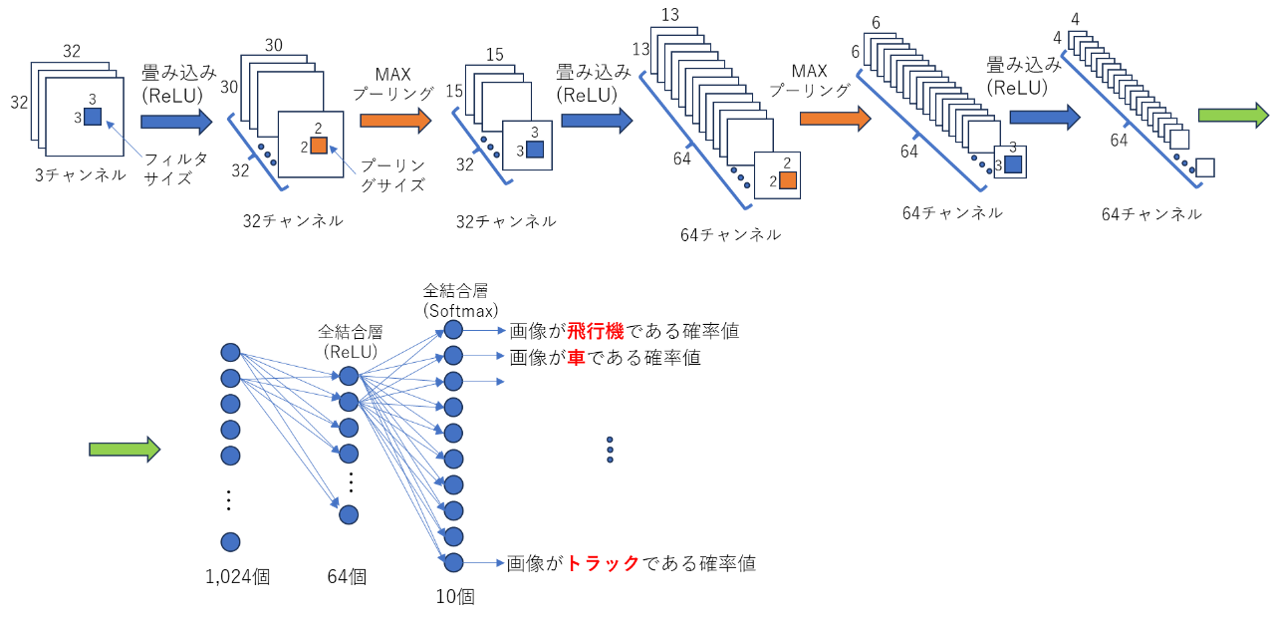 32
32
3
3
3チャンネル
フィルタ
サイズ
畳み込み
(ReLU)
30
30
32
2
2
プーリン
グサイズ
32チャンネル
MAX
プーリング
15
15
32
3
3
32チャンネル
畳み込み
(ReLU)
13
13
64
2
2
64チャンネル
MAX
プーリング
6
6
64
3
3
64チャンネル
畳み込み
(ReLU)
4
4
64
64チャンネル
1,024個
全結合層
(ReLU)
64個
全結合層
(Softmax)
10個
画像が飛行機である確率値
画像が車である確率値
画像がトラックである確率値